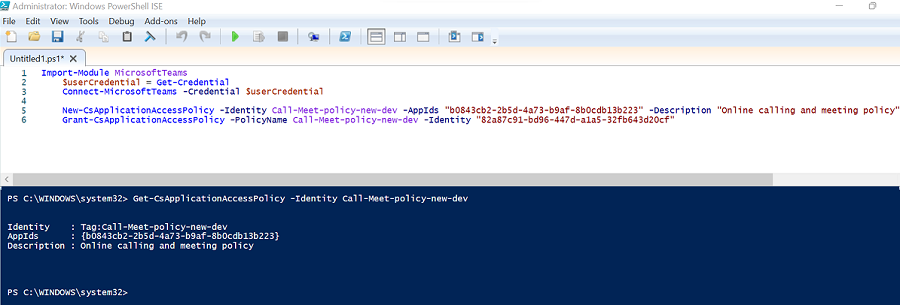 Administrator: Windows PowerShell ISE
File Edit View Tools Debug Add-ons Help
Untitled1.ps1* X
1 Import-Module MicrosoftTeams
2 $userCredential = Get-Credential
3 Connect-MicrosoftTeams -Credential $userCredential
4
5 New-CsApplicationAccessPolicy -Identity Call-Meet-policy-new-dev -AppIds "b0843cb2-2b5d-4a73-b9af-8b0cdb13b223" -Description "Online calling and meeting policy"
6 Grant-CsApplicationAccessPolicy -PolicyName Call-Meet-policy-new-dev -Identity "82a87c91-bd96-447d-a1a5-32fb643d20cf"
PS C:\WINDOWS\system32> Get-CsApplicationAccessPolicy -Identity Call-Meet-policy-new-dev
Identity : Tag:Call-Meet-policy-new-dev
AppIds : {b0843cb2-2b5d-4a73-b9af-8b0cdb13b223}
Description : Online calling and meeting policy
PS C:\WINDOWS\system32>